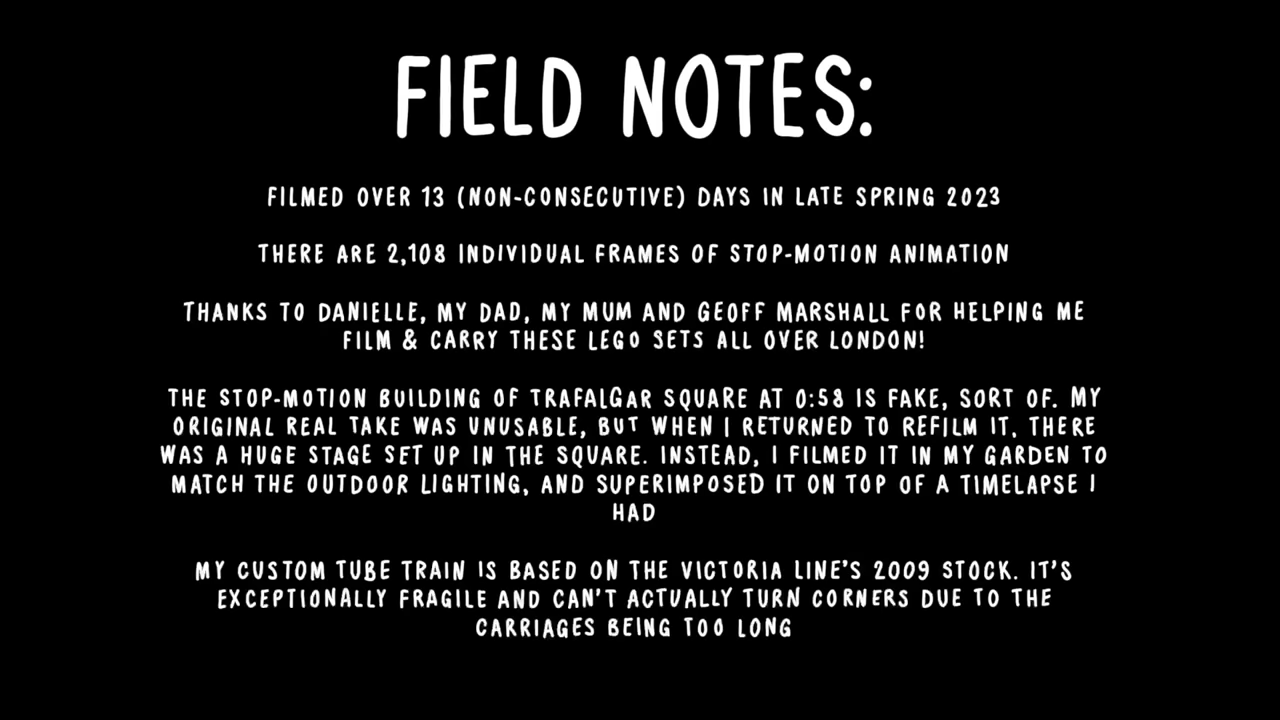 FIELD NOTES:
FILMED OVER 13 (NON-CONSECUTIVE) DAYS IN LATE SPRING 2023
THERE ARE 2,108 INDIVIDUAL FRAMES OF STOP-MOTION ANIMATION
THANKS TO DANIELLE, MY DAD, MY MUM AND GEOFF MARSHALL FOR HELPING ME
FILM & CARRY THESE LEGO SETS ALL OVER LONDON!
THE STOP-MOTION BUILDING OF TRAFALGAR SQUARE AT 0:58 IS FAKE, SORT OF. MY
ORIGINAL REAL TAKE WAS UNUSABLE, BUT WHEN I RETURNED TO REFILM IT, THERE
WAS A HUGE STAGE SET UP IN THE SQUARE. INSTEAD, I FILMED IT IN MY GARDEN TO
MATCH THE OUTDOOR LIGHTING, AND SUPERIMPOSED IT ON TOP OF A TIMELAPSE I
HAD
MY CUSTOM TUBE TRAIN IS BASED ON THE VICTORIA LINE'S 2009 STOCK. IT'S
EXCEPTIONALLY FRAGILE AND CAN'T ACTUALLY TURN CORNERS DUE TO THE
CARRIAGES BEING TOO LONG